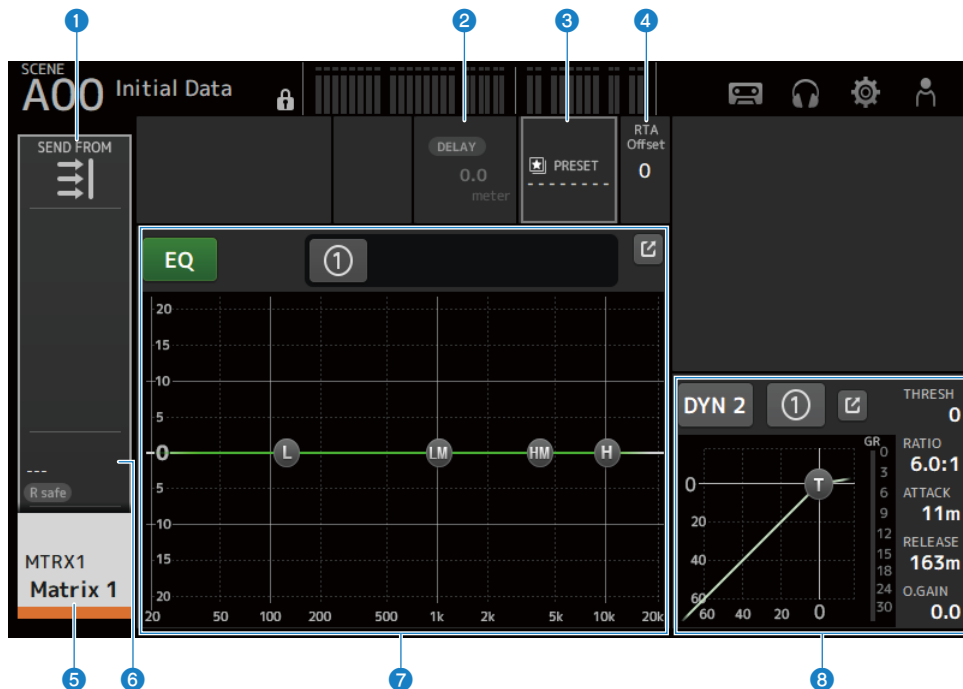 1 2 3 4
SCENE
A00 Initial Data
SEND FROM
DELAY
0.0
meter
PRESET
--------
RTA
Offset
0
EQ 1
20
15
10
5
0
5
10
15
20
L LM HM H
20 50 100 200 500 1k 2k 5k 10k 20k
---
R safe
MTRX1
Matrix 1
DYN 2 1
THRESH
0
RATIO
6.0:1
ATTACK
11m
RELEASE
163m
O.GAIN
0.0
GR
0
3
6
9
12
15
18
24
30
T
0
20
40
60
60 40 20 0
5 6 7 8